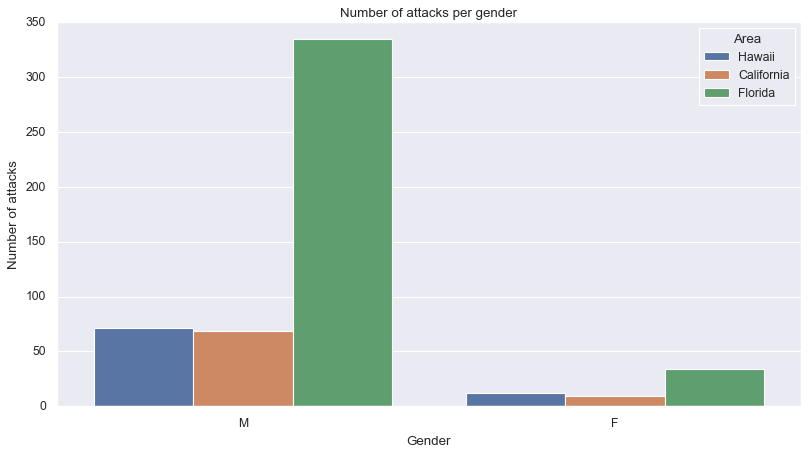 Number of attacks per gender
Number of attacks
350
300
250
200
150
100
50
0
M
F
Gender
Area
Hawaii
California
Florida